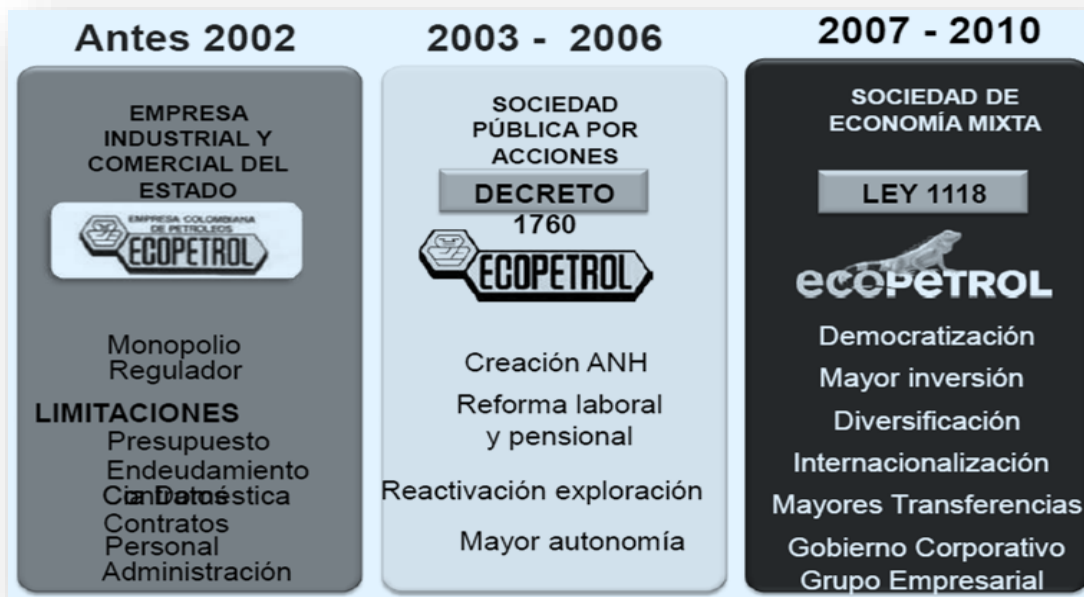 Antes 2002
EMPRESA
INDUSTRIAL Y
COMERCIAL DEL
ESTADO
EMPRESA COLOMBIANA
DE PETROLEOS
ECOPETROL
Monopolio
Regulador
LIMITACIONES
Presupuesto
Endeudamiento
Cia Doméstica
Contratos
Personal
Administración
2003 - 2006
SOCIEDAD
PÚBLICA POR
ACCIONES
DECRETO
1760
ECOPETROL
Creación ANH
Reforma laboral
y pensional
Reactivación exploración
Mayor autonomía
2007 - 2010
SOCIEDAD DE
ECONOMÍA MIXTA
LEY 1118
ecoPeTROL
Democratización
Mayor inversión
Diversificación
Internacionalización
Mayores Transferencias
Gobierno Corporativo
Grupo Empresarial